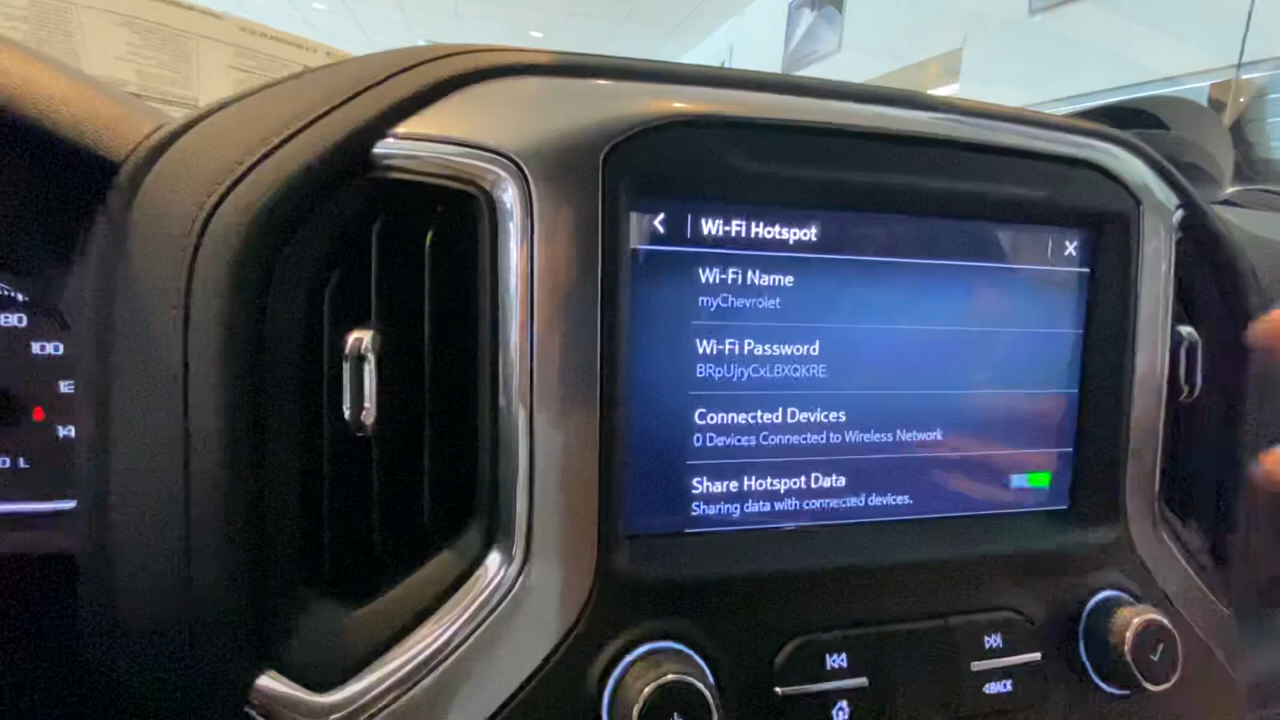 Wi-Fi Hotspot
Wi-Fi Name
myChevrolet
Wi-Fi Password
BRpUjryCxLBXQKRE
Connected Devices
0 Devices Connected to Wireless Network
Share Hotspot Data
Sharing data with connected devices.
80
100
12
14
BACK